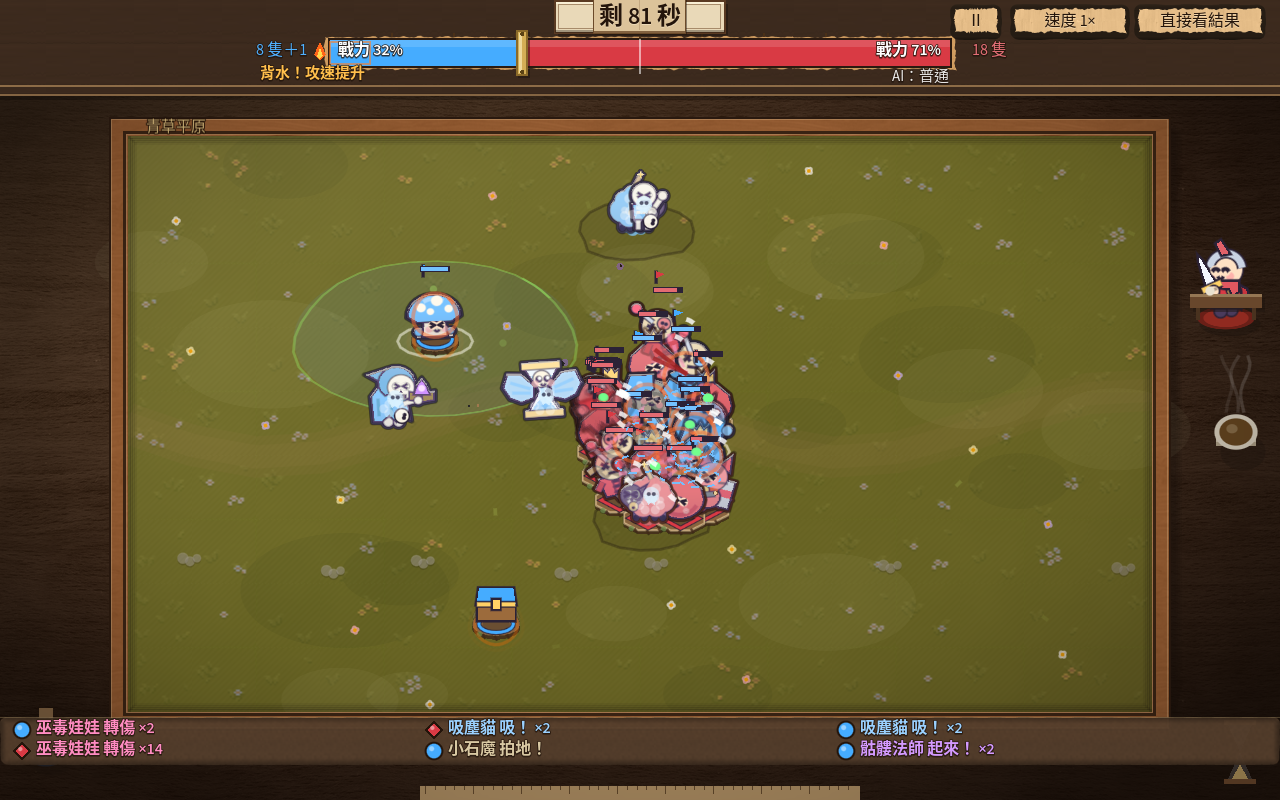 剩 81 秒
II
速度 1×
直接看結果
8 隻＋1
戰力 32%
戰力 71%
18 隻
背水！攻速提升
AI：普通
青草平原
巫毒娃娃 轉傷 ×2
吸塵貓 吸！ ×2
吸塵貓 吸！ ×2
巫毒娃娃 轉傷 ×14
小石魔 拍地！
骷髏法師 起來！ ×2